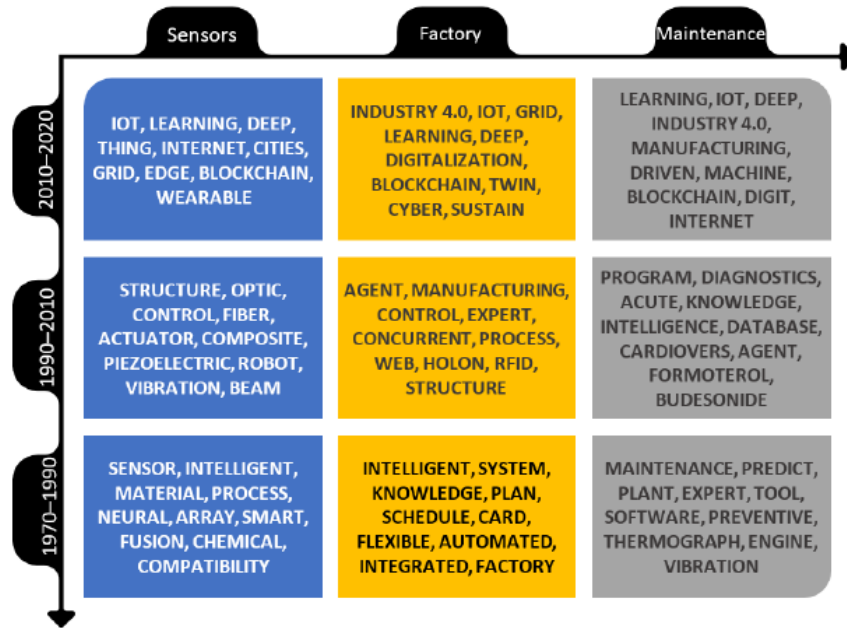 Sensors
Factory
Maintenance
2010–2020
IOT, LEARNING, DEEP,
THING, INTERNET, CITIES,
GRID, EDGE, BLOCKCHAIN,
WEARABLE
INDUSTRY 4.0, IOT, GRID,
LEARNING, DEEP,
DIGITALIZATION,
BLOCKCHAIN, TWIN,
CYBER, SUSTAIN
LEARNING, IOT, DEEP,
INDUSTRY 4.0,
MANUFACTURING,
DRIVEN, MACHINE,
BLOCKCHAIN, DIGIT,
INTERNET
1990–2010
STRUCTURE, OPTIC,
CONTROL, FIBER,
ACTUATOR, COMPOSITE,
PIEZOELECTRIC, ROBOT,
VIBRATION, BEAM
AGENT, MANUFACTURING,
CONTROL, EXPERT,
CONCURRENT, PROCESS,
WEB, HOLON, RFID,
STRUCTURE
PROGRAM, DIAGNOSTICS,
ACUTE, KNOWLEDGE,
INTELLIGENCE, DATABASE,
CARDIOVERS, AGENT,
FORMOTEROL,
BUDESONIDE
1970–1990
SENSOR, INTELLIGENT,
MATERIAL, PROCESS,
NEURAL, ARRAY, SMART,
FUSION, CHEMICAL,
COMPATIBILITY
INTELLIGENT, SYSTEM,
KNOWLEDGE, PLAN,
SCHEDULE, CARD,
FLEXIBLE, AUTOMATED,
INTEGRATED, FACTORY
MAINTENANCE, PREDICT,
PLANT, EXPERT, TOOL,
SOFTWARE, PREVENTIVE,
THERMOGRAPH, ENGINE,
VIBRATION